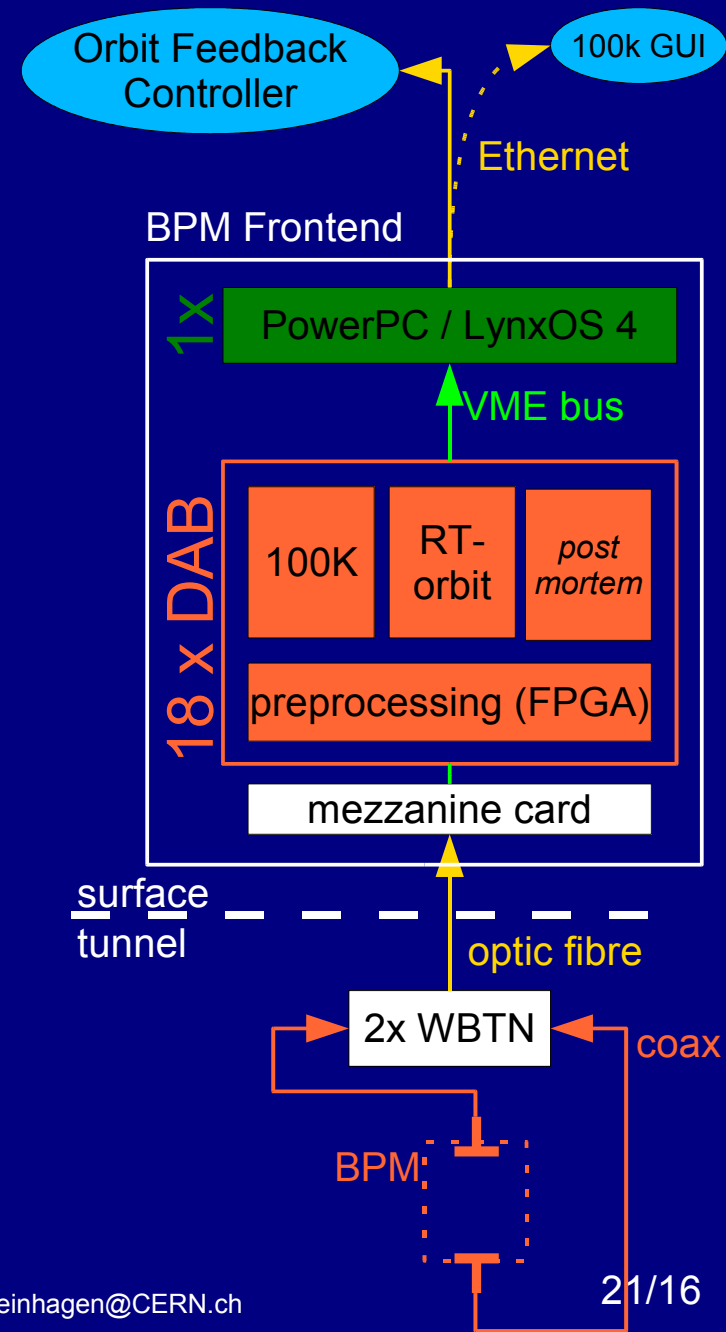 Orbit Feedback
Controller
100k GUI
Ethernet
BPM Frontend
1x
PowerPC / LynxOS 4
VME bus
18 x DAB
100K
RT-
orbit
post
mortem
preprocessing (FPGA)
mezzanine card
surface
tunnel
optic fibre
2x WBTN
coax
BPM
einhagen@CERN.ch
21/16